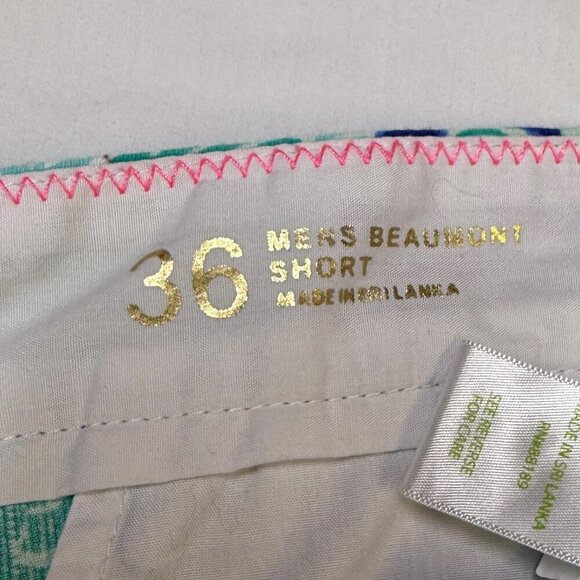 36
MENS BEAUMONT
SHORT
MADE IN SRI LANKA
SEE REVERSE
FOR CARE
MADE IN SRI LANKA